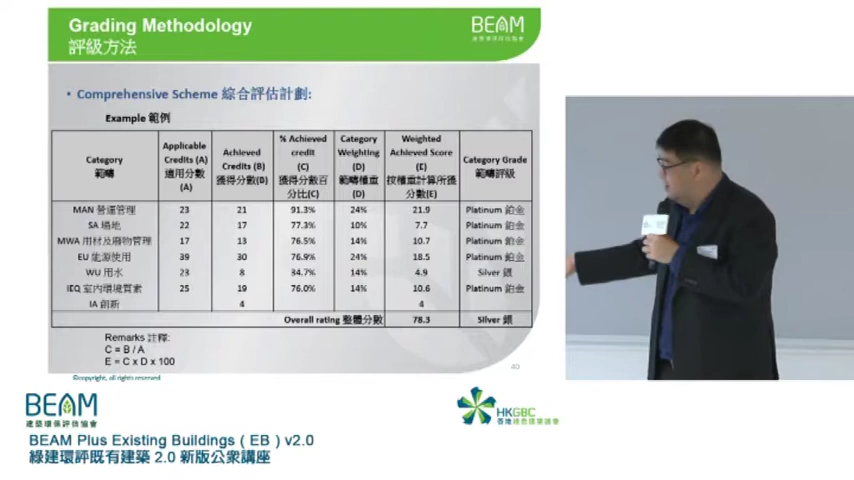 Grading Methodology
評級方法
BEAM
建築環保評估協會
• Comprehensive Scheme 綜合評估計劃:
Example 範例
Category 範疇 | Applicable Credits (A) 適用分數 (A) | Achieved Credits (B) 獲得分數(B) | % Achieved credit (C) 獲得分數百分比(C) | Category Weighting (D) 範疇權重 (D) | Weighted Achieved Score (E) 按權重計算所獲分數(E) | Category Grade 範疇評級
MAN 營運管理 23 21 91.3% 24% 21.9 Platinum 鉑金
SA 場地 22 17 77.3% 10% 7.7 Platinum 鉑金
MWA 用材及廢物管理 17 13 76.5% 14% 10.7 Platinum 鉑金
EU 能源使用 39 30 76.9% 24% 18.5 Platinum 鉑金
WU 用水 23 8 34.7% 14% 4.9 Silver 銀
IEQ 室內環境質素 25 19 76.0% 14% 10.6 Platinum 鉑金
IA 創新 4 4
Overall rating 整體分數 78.3 Silver 銀
Remarks 註釋:
C = B / A
E = C x D x 100
40
©copyright, all rights reserved
BEAM
建築環保評估協會
HKGBC
香港綠色建築議會
BEAM Plus Existing Buildings ( EB ) v2.0
綠建環評既有建築 2.0 新版公眾講座